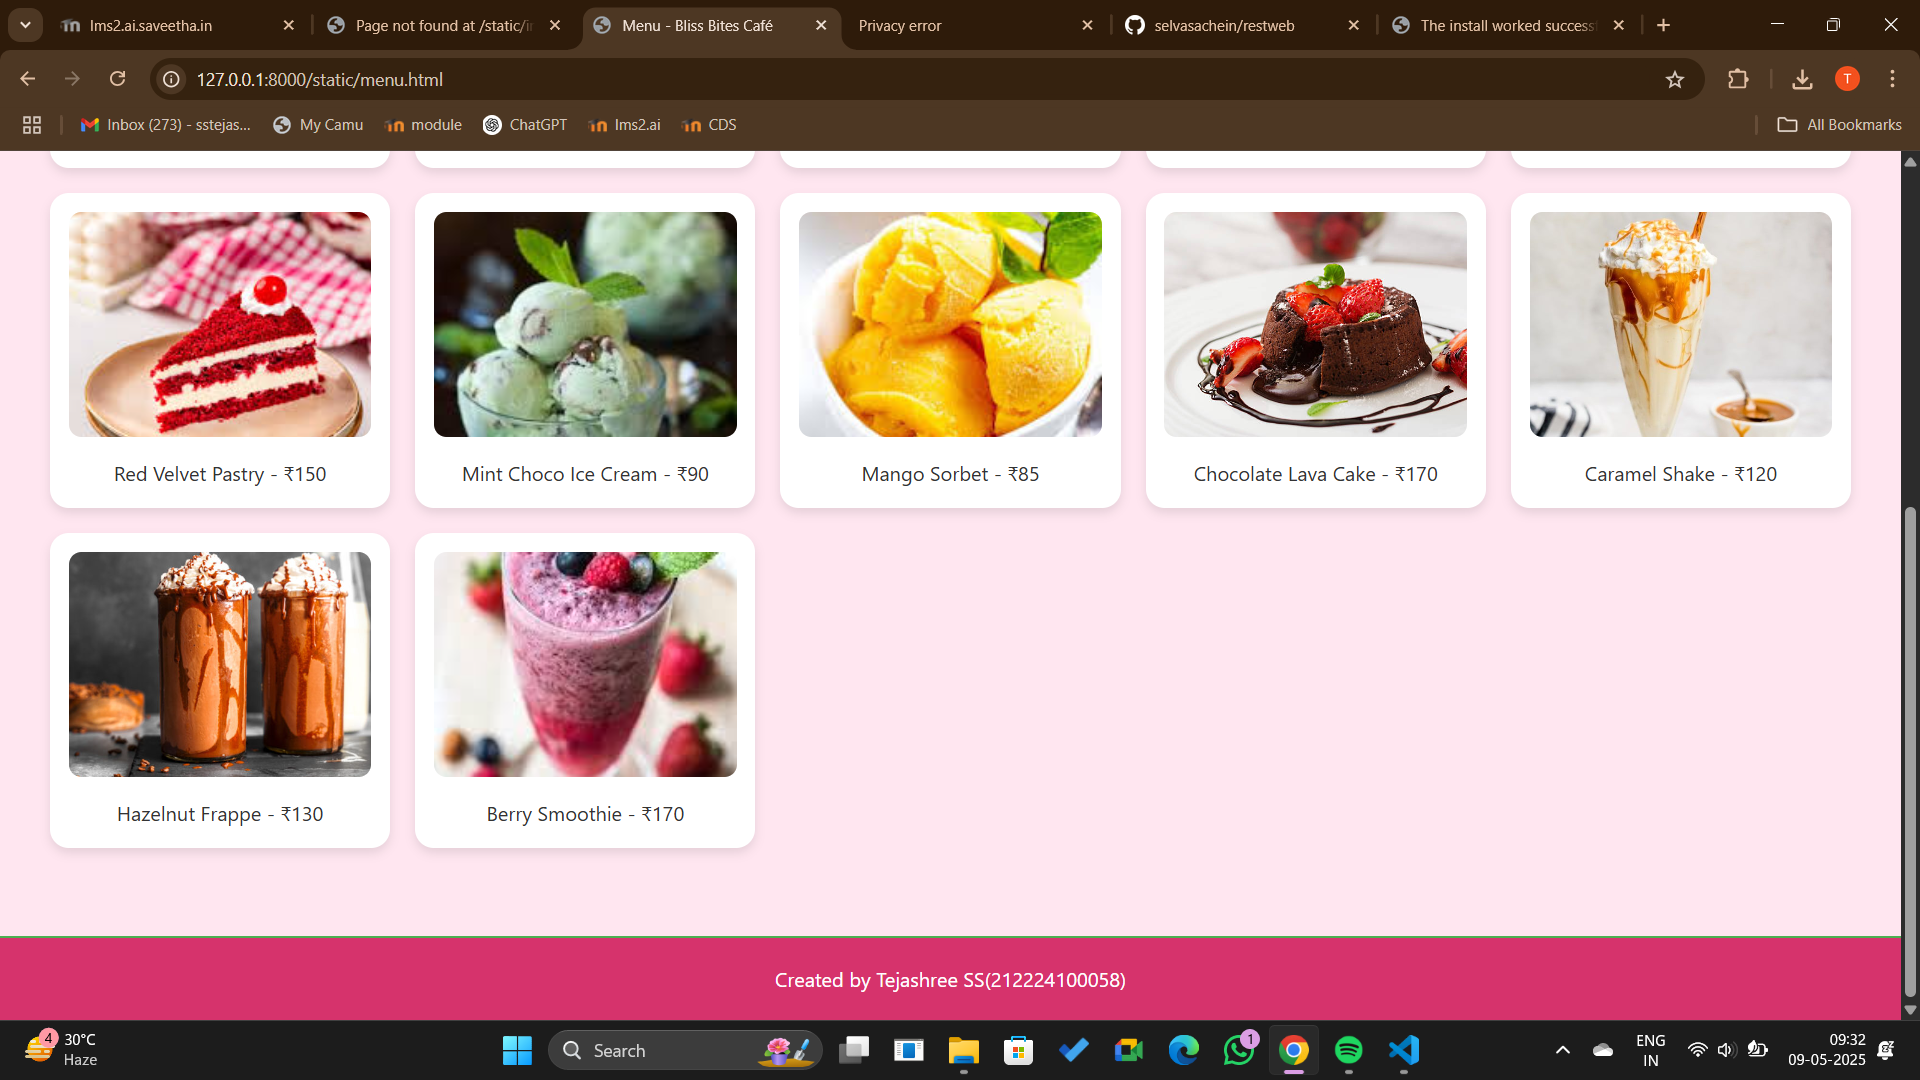 lms2.ai.saveetha.in
Page not found at /static/i
Menu - Bliss Bites Café
Privacy error
selvasachein/restweb
The install worked success
127.0.0.1:8000/static/menu.html
T
Inbox (273) - sstejas...
My Camu
module
ChatGPT
lms2.ai
CDS
All Bookmarks
Red Velvet Pastry - ₹150
Mint Choco Ice Cream - ₹90
Mango Sorbet - ₹85
Chocolate Lava Cake - ₹170
Caramel Shake - ₹120
Hazelnut Frappe - ₹130
Berry Smoothie - ₹170
Created by Tejashree SS(212224100058)
4
30°C
Haze
Search
1
ENG
IN
09:32
09-05-2025